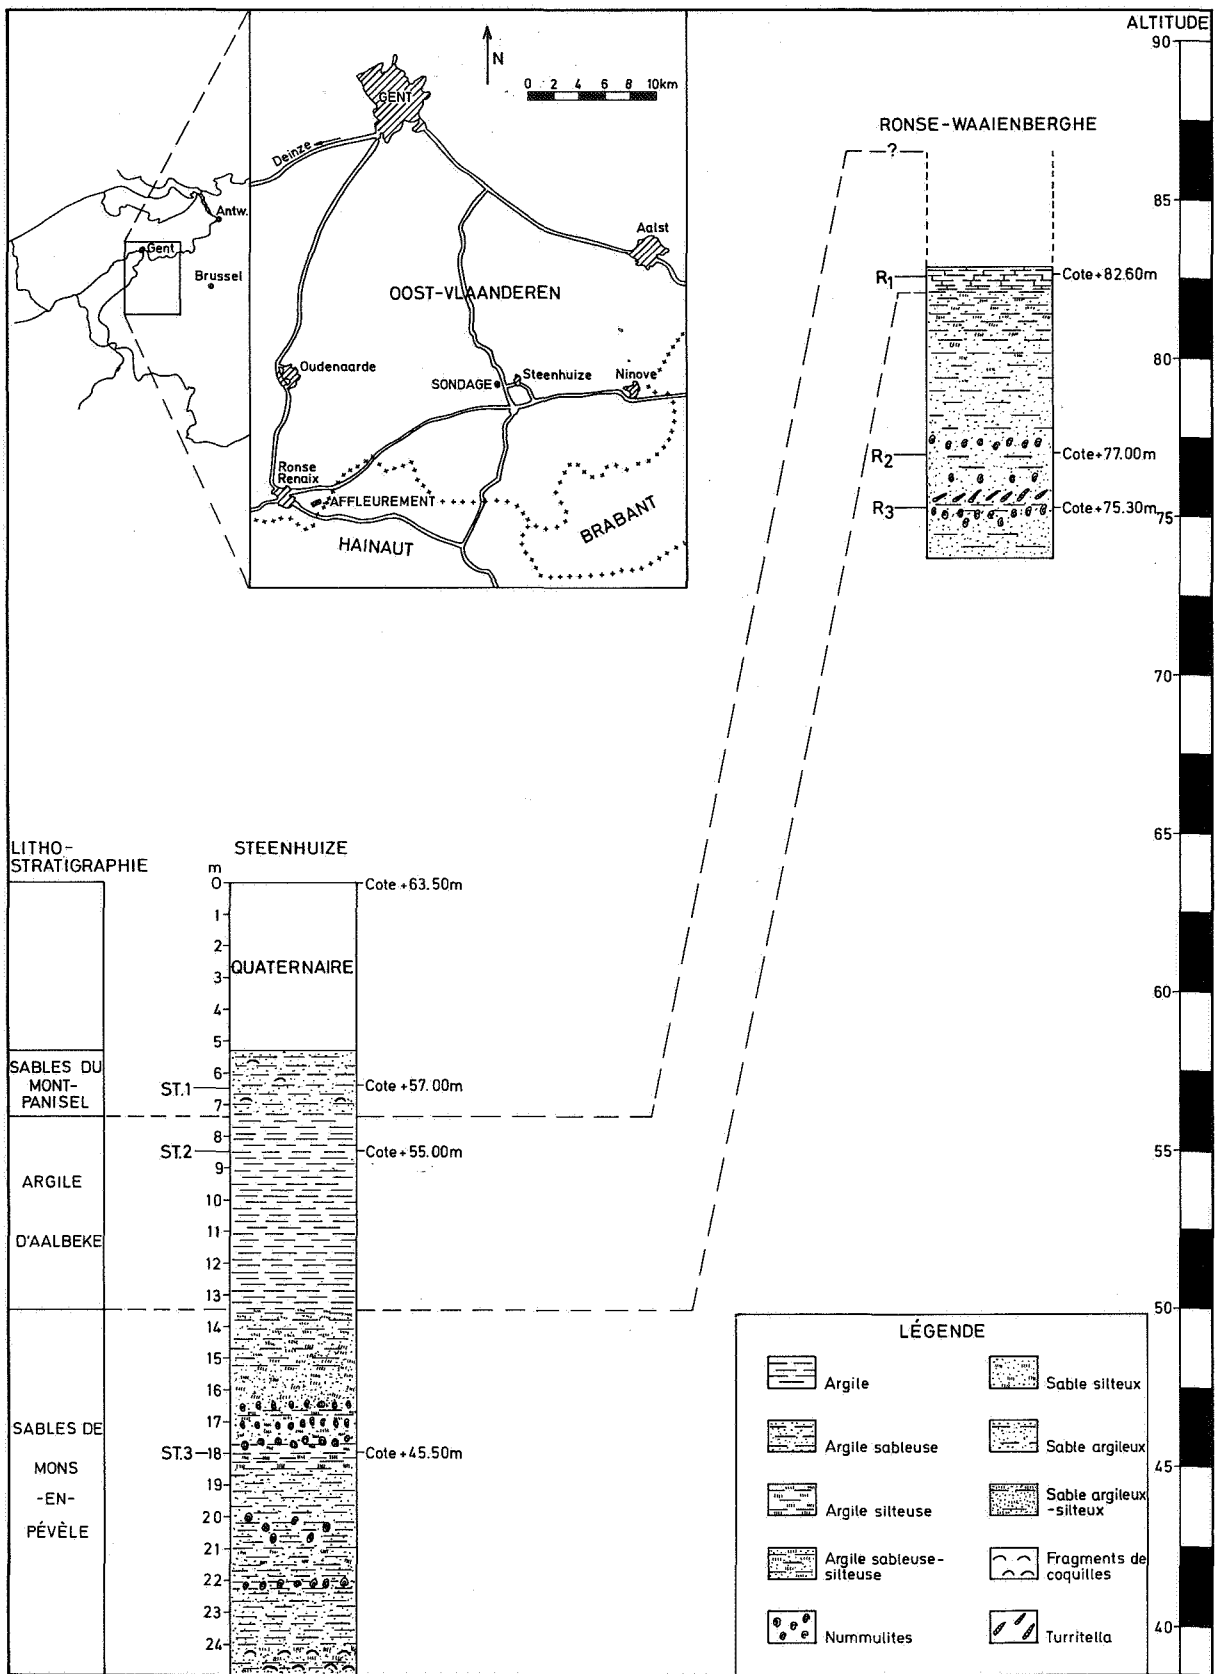 ALTITUDE
90
85
80
75
70
65
60
55
50
45
40
N
0 2 4 6 8 10km
GENT
Deinze
Aalst
OOST-VLAANDEREN
Oudenaarde
SONDAGE
Steenhuize
Ninove
Ronse
Renaix
AFFLEUREMENT
HAINAUT
BRABANT
Antw.
Gent
Brussel
RONSE-WAAIENBERGHE
?
R1
Cote+82.60m
R2
Cote+77.00m
R3
Cote+75.30m
LITHO-
STRATIGRAPHIE
STEENHUIZE
m
0
Cote +63.50m
1
2
QUATERNAIRE
3
4
5
SABLES DU
MONT-
PANISEL
6
ST.1
Cote+57.00m
7
8
ST.2
Cote+55.00m
9
ARGILE
10
11
D'AALBEKE
12
13
14
15
16
17
SABLES DE
MONS
-EN-
PÉVÈLE
ST.3
18
Cote+45.50m
19
20
21
22
23
24
LÉGENDE
Argile
Sable silteux
Argile sableuse
Sable argileux
Argile silteuse
Sable argileux
-silteux
Argile sableuse-
silteuse
Fragments de
coquilles
Nummulites
Turritella